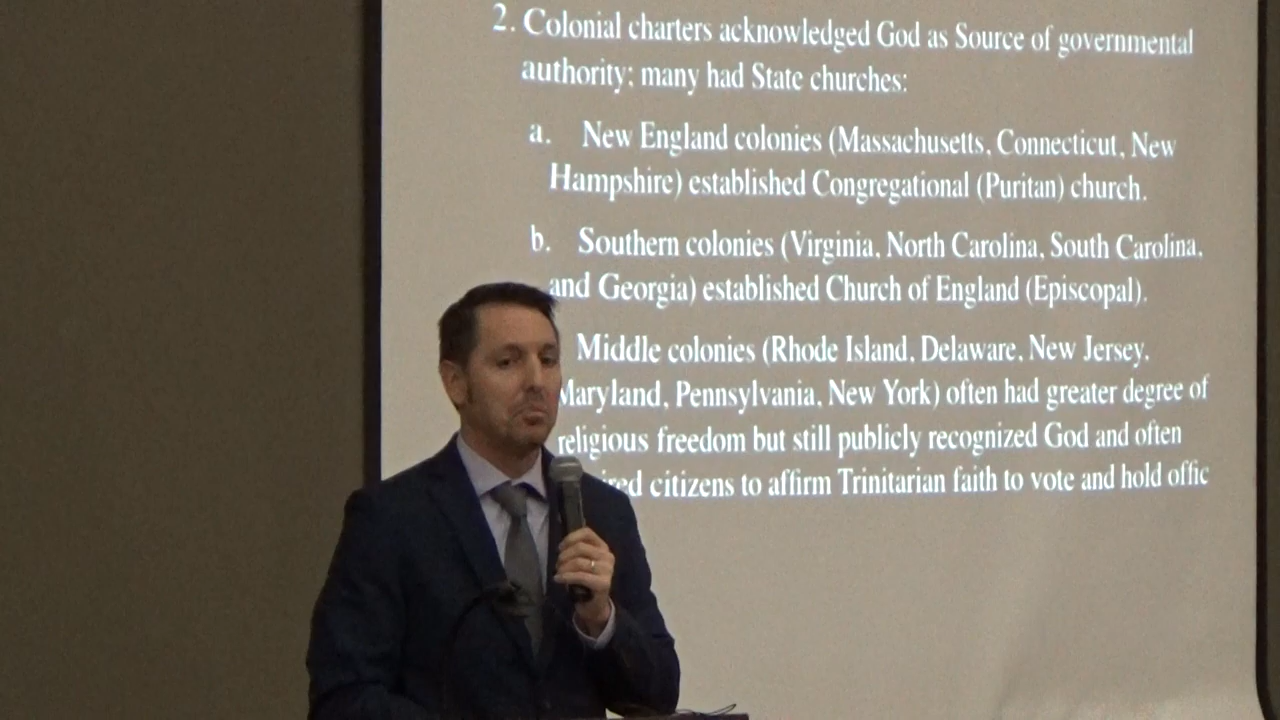 2. Colonial charters acknowledged God as Source of governmental
authority; many had State churches:
a. New England colonies (Massachusetts, Connecticut, New
Hampshire) established Congregational (Puritan) church.
b. Southern colonies (Virginia, North Carolina, South Carolina,
and Georgia) established Church of England (Episcopal).
Middle colonies (Rhode Island, Delaware, New Jersey,
Maryland, Pennsylvania, New York) often had greater degree of
religious freedom but still publicly recognized God and often
citizens to affirm Trinitarian faith to vote and hold offic